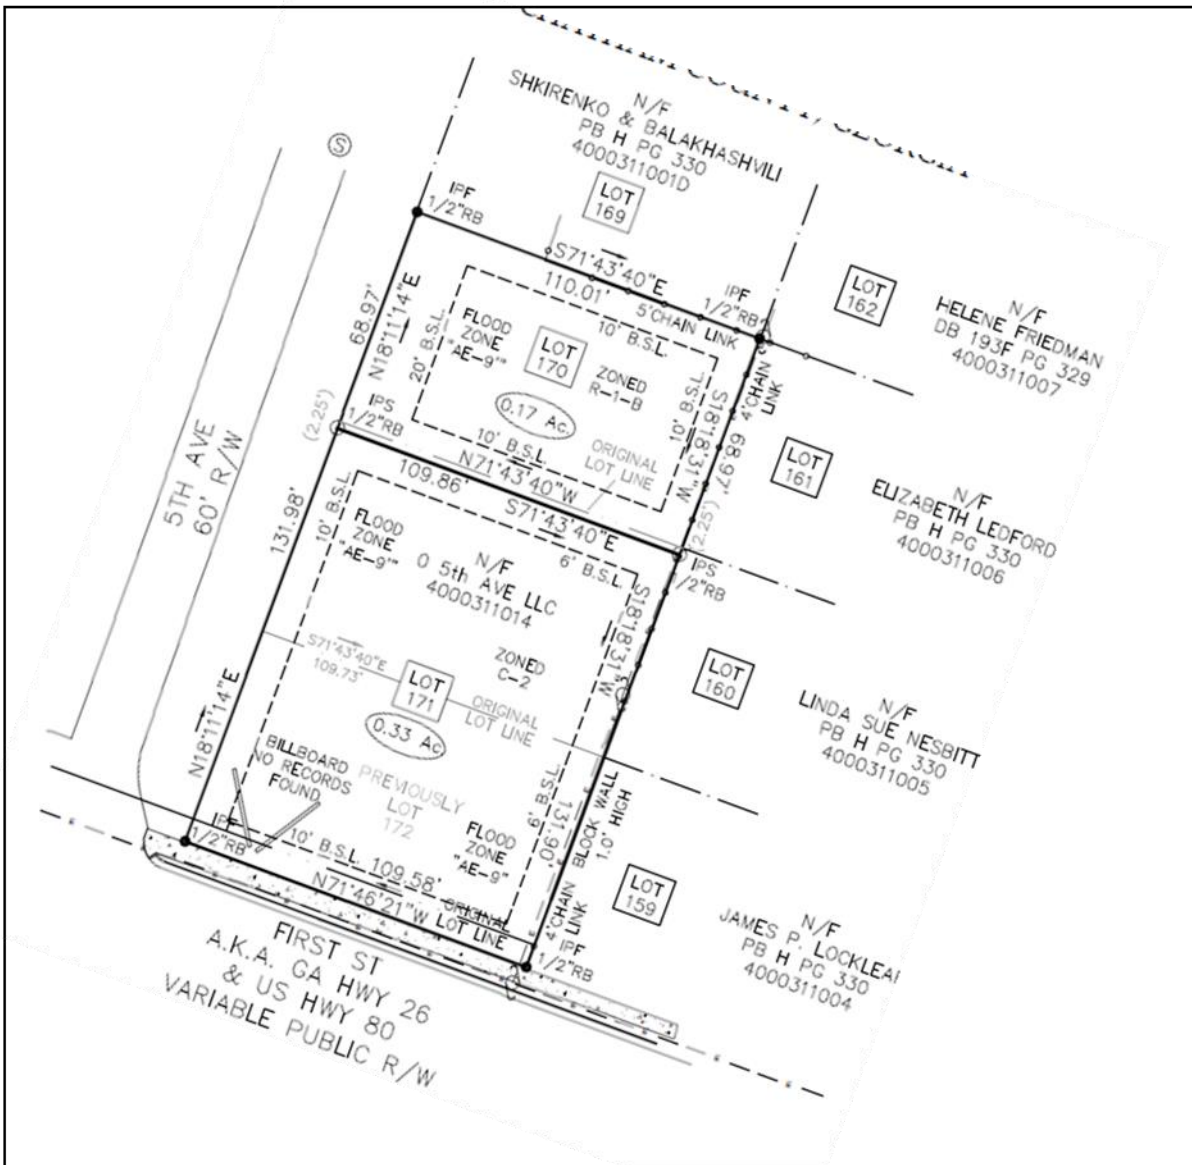 N/F
SHKIRENKO & BALAKHASHVILI
PB H PG 330
4000311001D
LOT
169
S
IPF
1/2"RB
S71°43'40"E
110.01'
5'CHAIN LINK
IPF
1/2"RB
LOT
162
N/F
HELENE FRIEDMAN
DB 193F PG 329
4000311007
68.97'
N18°11'14"E
20' B.S.L.
FLOOD
ZONE
"AE-9"
10' B.S.L.
LOT
170
ZONED
R-1-B
0.17 Ac.
10' B.S.L.
S18°18'31"W
68.97'
4'CHAIN
LINK
IPS
1/2"RB
(2.25')
10' B.S.L.
ORIGINAL
LOT LINE
LOT
161
N/F
ELIZABETH LEDFORD
PB H PG 330
4000311006
5TH AVE
60' R/W
N71°43'40"W
109.86'
S71°43'40"E
(2.25')
IPS
1/2"RB
131.98'
N18°11'14"E
10' B.S.L.
FLOOD
ZONE
"AE-9"
N/F
0 5th AVE LLC
4000311014
6' B.S.L.
S18°18'31"W
S71°43'40"E
109.73'
LOT
171
ZONED
C-2
ORIGINAL
LOT LINE
0.33 Ac
LOT
160
N/F
LINDA SUE NESBITT
PB H PG 330
4000311005
BILLBOARD
NO RECORDS
FOUND
PREVIOUSLY
LOT
172
FLOOD
ZONE
"AE-9"
B.S.L.
131.90'
4'CHAIN
LINK
BLOCK WALL
1.0' HIGH
LOT
159
N/F
JAMES P. LOCKLEA
PB H PG 330
4000311004
IPF
1/2"RB
10' B.S.L.
109.58'
N71°46'21"W
ORIGINAL
LOT LINE
IPF
1/2"RB
FIRST ST
A.K.A. GA HWY 26
& US HWY 80
VARIABLE PUBLIC R/W